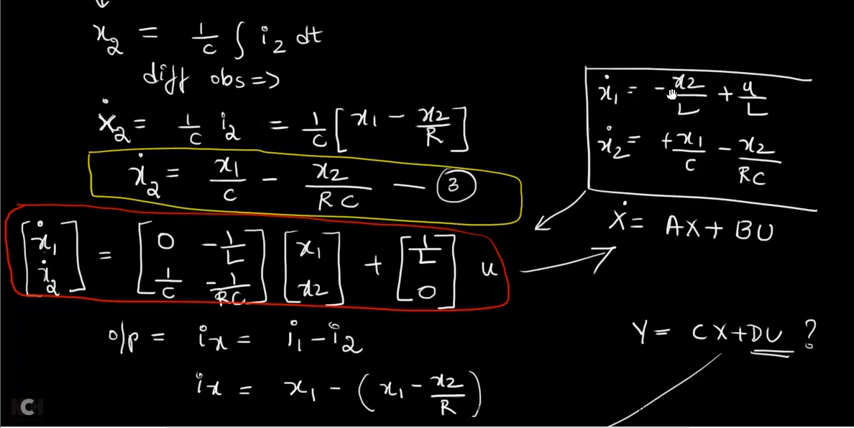 x₂ = 1/C ∫ i₂ dt
diff obs =>
ẋ₂ = 1/C i₂ = 1/C [x₁ - x₂/R]
ẋ₂ = x₁/C - x₂/RC — ③
[ẋ₁ ẋ₂] = [0 -1/L 1/C -1/RC] [x₁ x₂] + [1/L 0] u
o/p = ix = i₁ - i₂
ix = x₁ - (x₁ - x₂/R)
ẋ₁ = -x₂/L + u/L
ẋ₂ = +x₁/C - x₂/RC
Ẋ = AX + BU
Y = CX + DU ?